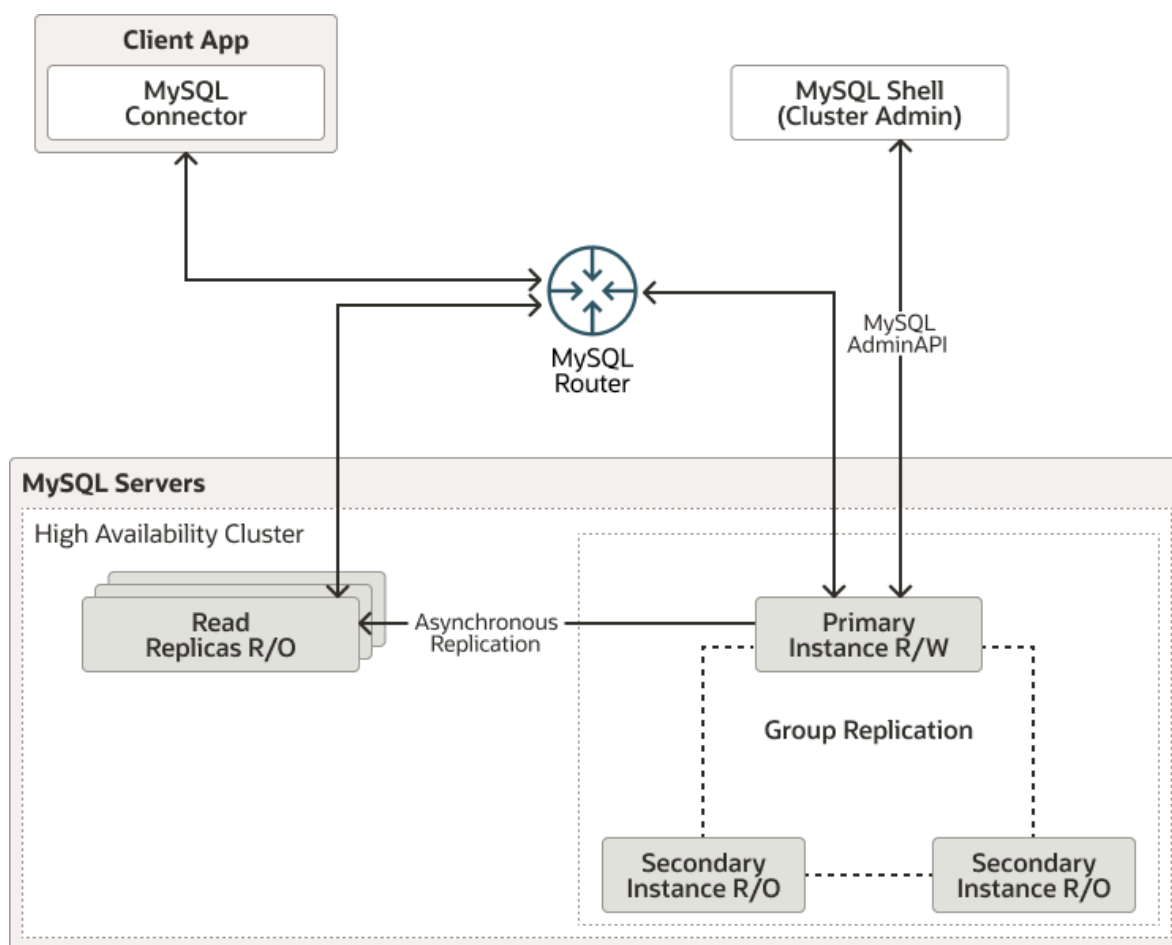 Client App
MySQL
Connector
MySQL Shell
(Cluster Admin)
MySQL
AdminAPI
MySQL
Router
MySQL Servers
High Availability Cluster
Read
Replicas R/O
Asynchronous
Replication
Primary
Instance R/W
Group Replication
Secondary
Instance R/O
Secondary
Instance R/O